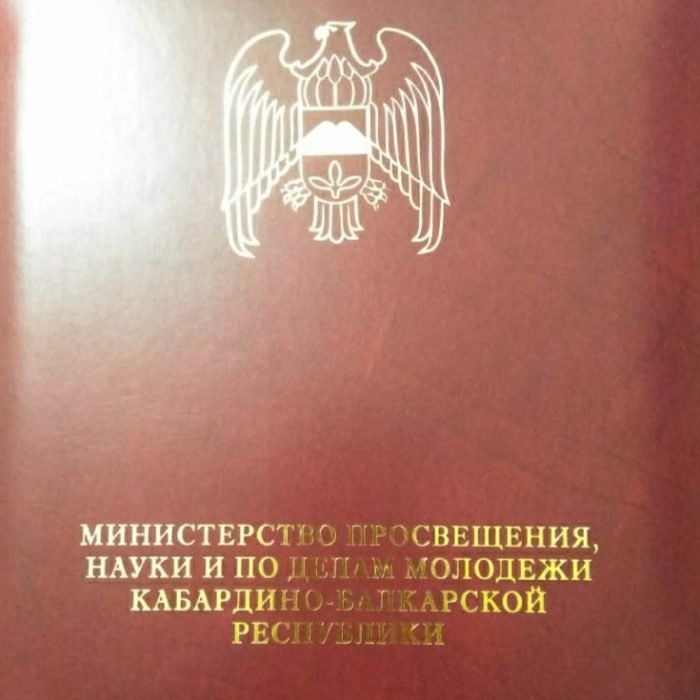 МИНИСТЕРСТВО ПРОСВЕЩЕНИЯ,
НАУКИ И ПО ДЕЛАМ МОЛОДЕЖИ
КАБАРДИНО-БАЛКАРСКОЙ
РЕСПУБЛИКИ